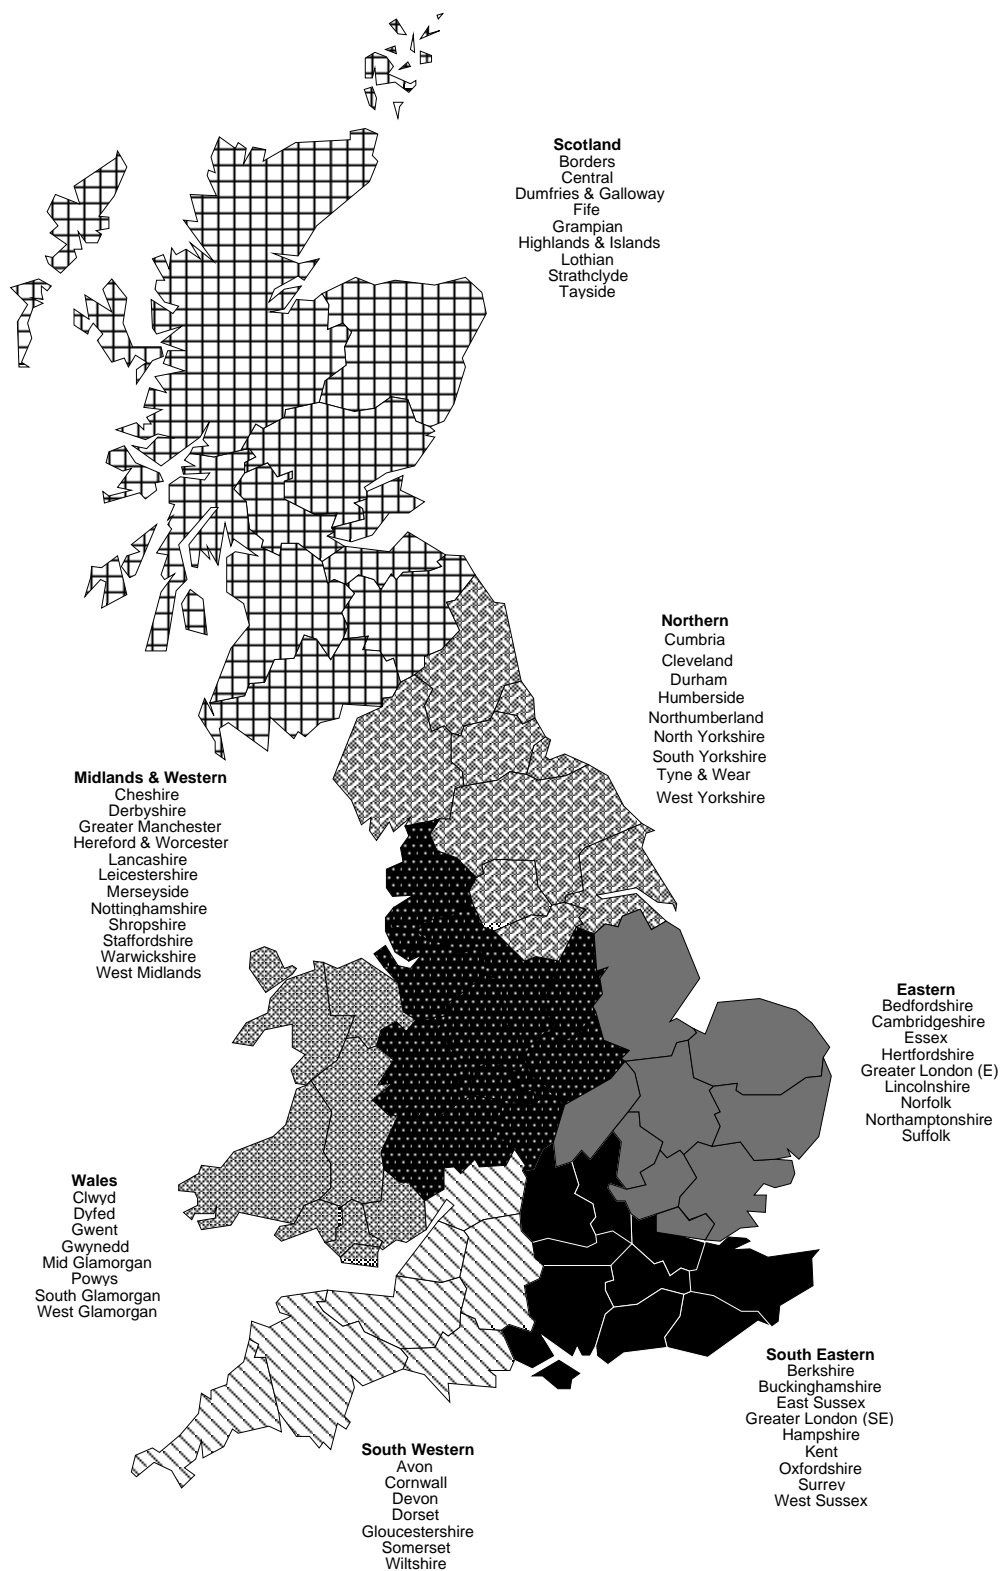 Scotland
Borders
Central
Dumfries & Galloway
Fife
Grampian
Highlands & Islands
Lothian
Strathclyde
Tayside
Northern
Cumbria
Cleveland
Durham
Humberside
Northumberland
North Yorkshire
South Yorkshire
Tyne & Wear
West Yorkshire
Midlands & Western
Cheshire
Derbyshire
Greater Manchester
Hereford & Worcester
Lancashire
Leicestershire
Merseyside
Nottinghamshire
Shropshire
Staffordshire
Warwickshire
West Midlands
Eastern
Bedfordshire
Cambridgeshire
Essex
Hertfordshire
Greater London (E)
Lincolnshire
Norfolk
Northamptonshire
Suffolk
Wales
Clwyd
Dyfed
Gwent
Gwynedd
Mid Glamorgan
Powys
South Glamorgan
West Glamorgan
South Eastern
Berkshire
Buckinghamshire
East Sussex
Greater London (SE)
Hampshire
Kent
Oxfordshire
Surrey
West Sussex
South Western
Avon
Cornwall
Devon
Dorset
Gloucestershire
Somerset
Wiltshire